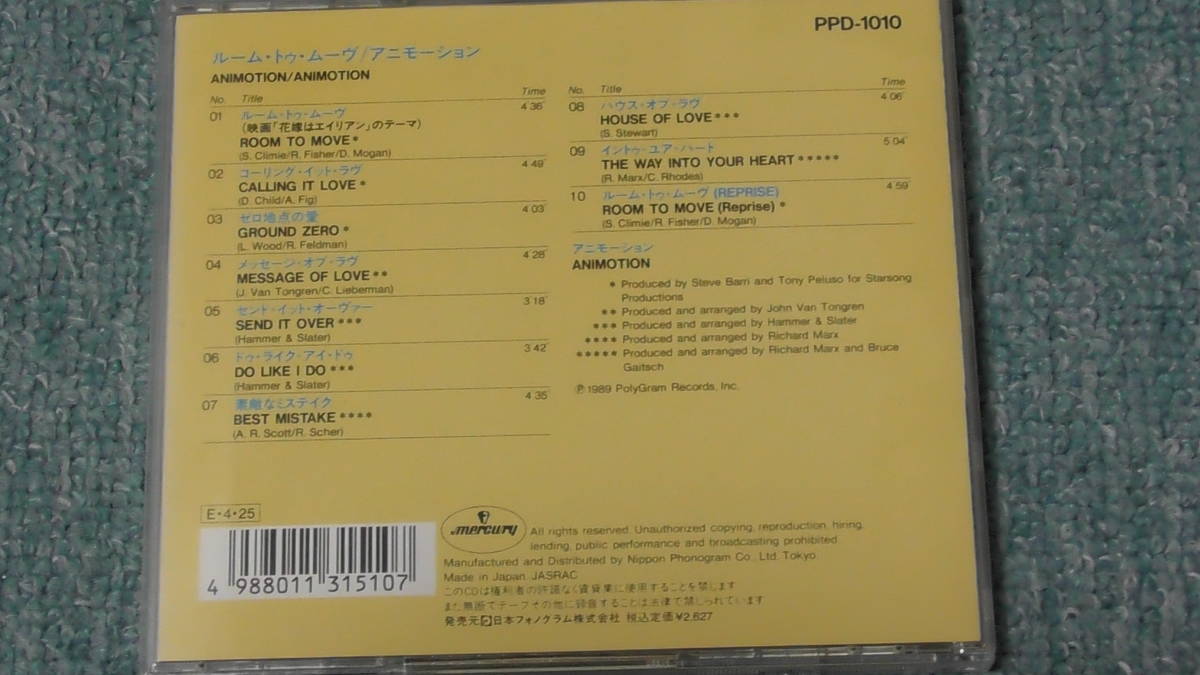 PPD-1010
ルーム・トゥ・ムーヴ/アニモーション
ANIMOTION/ANIMOTION
No. Title Time
01 ルーム・トゥ・ムーヴ 4'36"
(映画「花嫁はエイリアン」のテーマ)
ROOM TO MOVE*
(S. Climie/R. Fisher/D. Mogan)
02 コーリング・イット・ラヴ 4'49"
CALLING IT LOVE *
(D. Child/A. Fig)
03 ゼロ地点の愛 4'03"
GROUND ZERO *
(L. Wood/R. Feldman)
04 メッセージ・オブ・ラヴ 4'28"
MESSAGE OF LOVE **
(J. Van Tongren/C. Lieberman)
05 センド・イット・オーヴァー 3'18"
SEND IT OVER ***
(Hammer & Slater)
06 ドゥ・ライク・アイ・ドゥ 3'42"
DO LIKE I DO ***
(Hammer & Slater)
07 素敵なミステイク 4'35"
BEST MISTAKE ****
(A. R. Scott/R. Scher)
No. Title Time
08 ハウス・オブ・ラヴ 4'06"
HOUSE OF LOVE ***
(S. Stewart)
09 イントゥ・ユア・ハート 5'04"
THE WAY INTO YOUR HEART *****
(R. Marx/C. Rhodes)
10 ルーム・トゥ・ムーヴ (REPRISE) 4'59"
ROOM TO MOVE (Reprise) *
(S. Climie/R. Fisher/D. Mogan)
アニモーション
ANIMOTION
* Produced by Steve Barri and Tony Peluso for Starsong
Productions
** Produced and arranged by John Van Tongren
*** Produced and arranged by Hammer & Slater
**** Produced and arranged by Richard Marx
***** Produced and arranged by Richard Marx and Bruce
Gaitsch
℗1989 PolyGram Records, Inc.
E・4・25
4 988011 315107
mercury
All rights reserved. Unauthorized copying, reproduction, hiring,
lending, public performance and broadcasting prohibited.
Manufactured and Distributed by Nippon Phonogram Co., Ltd. Tokyo.
Made in Japan. JASRAC
このCDは権利者の許諾なく賃貸業に使用することを禁じます
また無断でテープその他に録音することは法律で禁じられています
発売元 日本フォノグラム株式会社 税込定価¥2,627